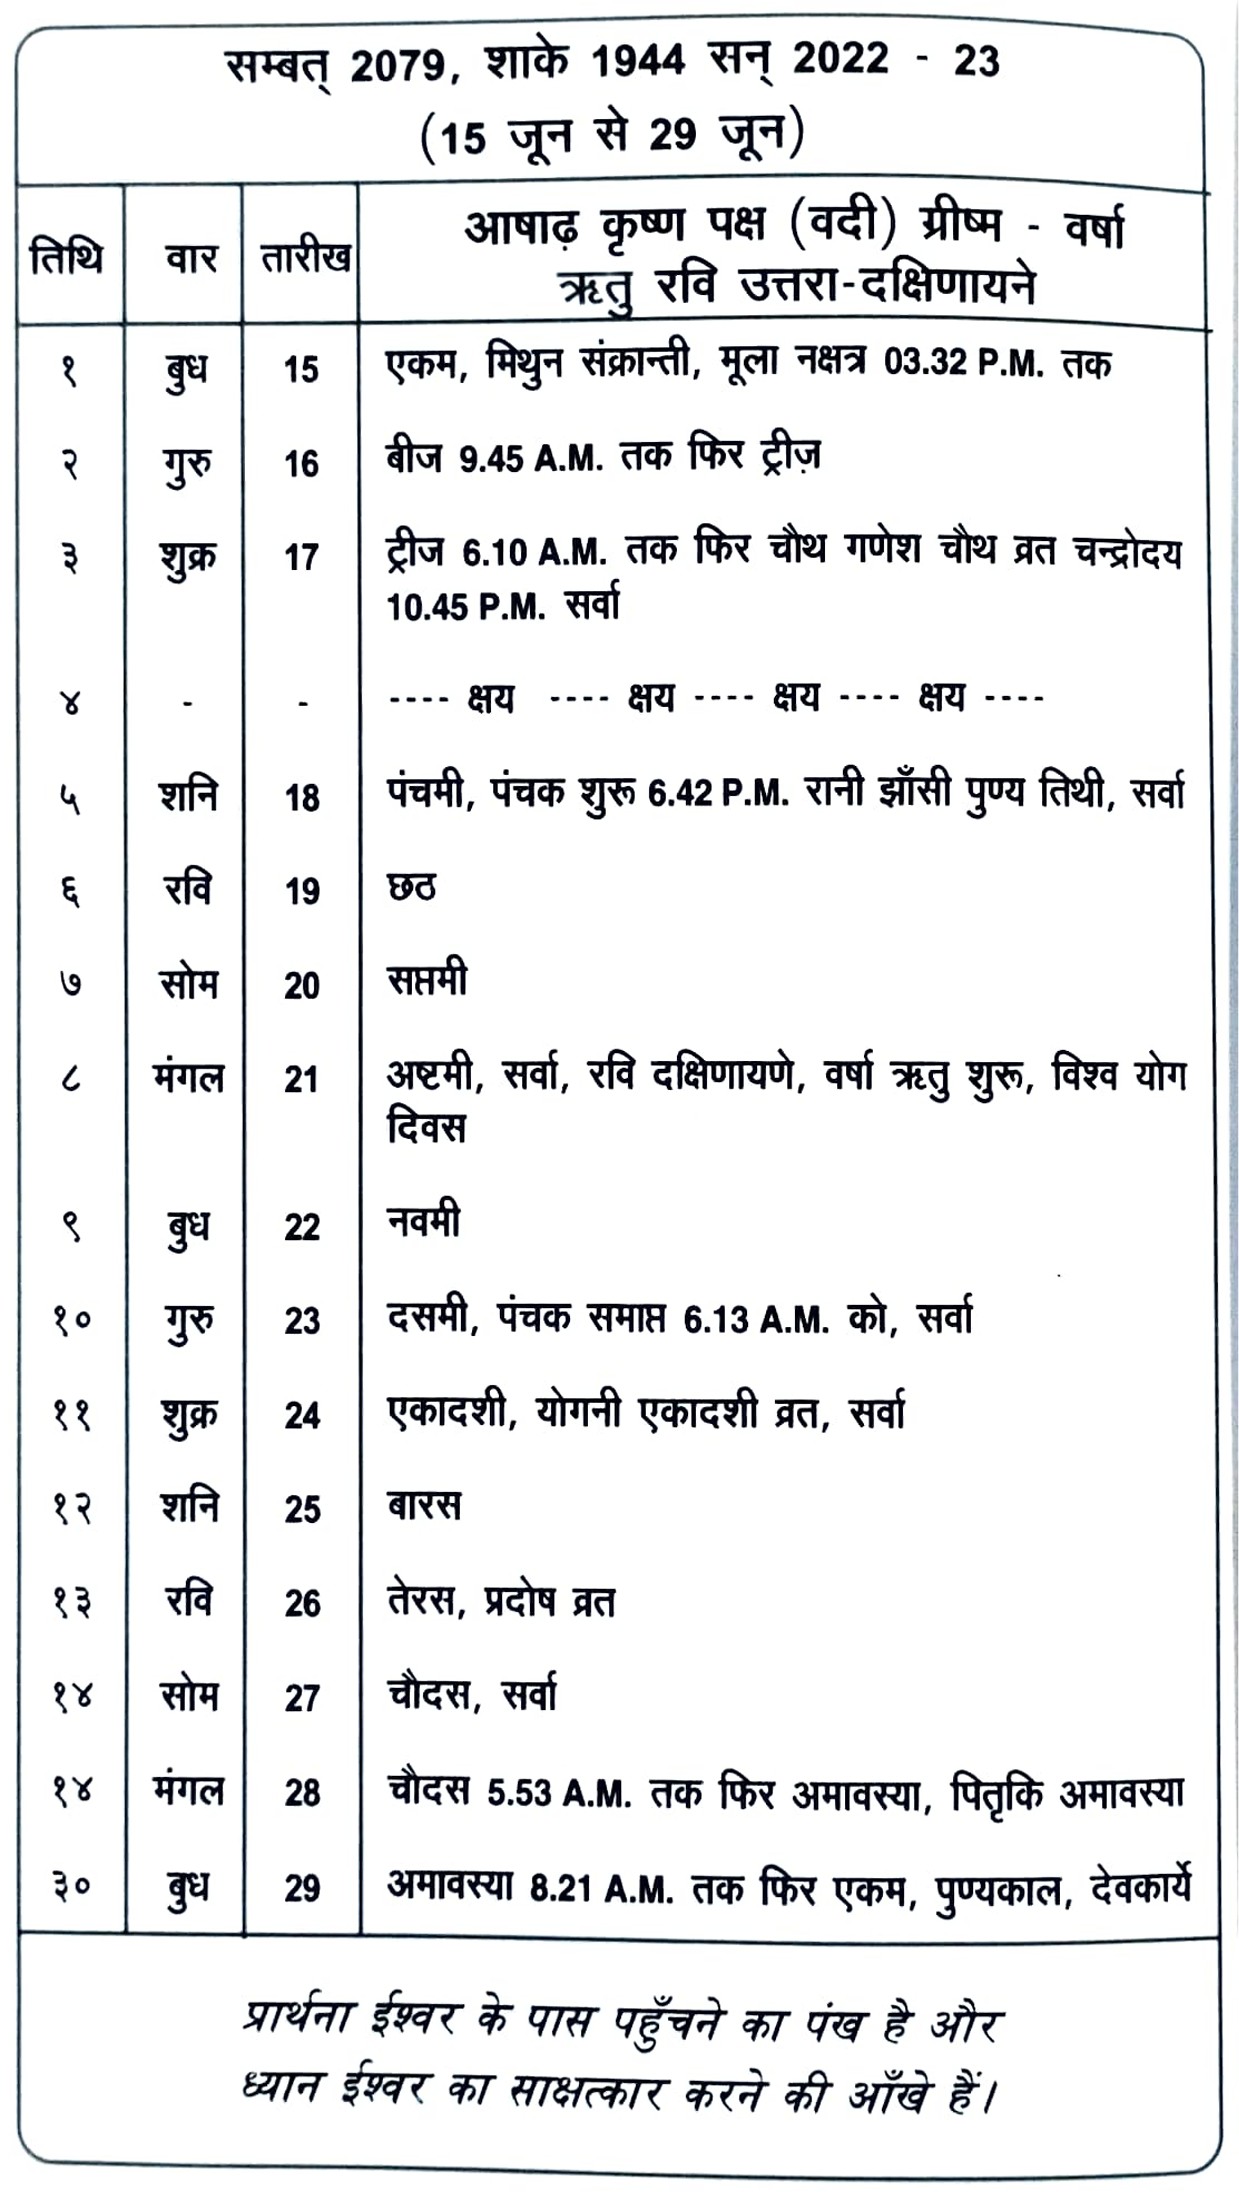 सम्बत् 2079, शाके 1944 सन् 2022 - 23
(15 जून से 29 जून)
तिथि वार तारीख आषाढ़ कृष्ण पक्ष (वदी) ग्रीष्म - वर्षा
ऋतु रवि उत्तरा-दक्षिणायने
१ बुध 15 एकम, मिथुन संक्रान्ती, मूला नक्षत्र 03.32 P.M. तक
२ गुरु 16 बीज 9.45 A.M. तक फिर ट्रीज़
३ शुक्र 17 ट्रीज 6.10 A.M. तक फिर चौथ गणेश चौथ व्रत चन्द्रोदय
10.45 P.M. सर्वा
४ - - ---- क्षय ---- क्षय ---- क्षय ---- क्षय ----
५ शनि 18 पंचमी, पंचक शुरू 6.42 P.M. रानी झाँसी पुण्य तिथी, सर्वा
६ रवि 19 छठ
७ सोम 20 सप्तमी
८ मंगल 21 अष्टमी, सर्वा, रवि दक्षिणायणे, वर्षा ऋतु शुरू, विश्व योग
दिवस
९ बुध 22 नवमी
१० गुरु 23 दसमी, पंचक समाप्त 6.13 A.M. को, सर्वा
११ शुक्र 24 एकादशी, योगनी एकादशी व्रत, सर्वा
१२ शनि 25 बारस
१३ रवि 26 तेरस, प्रदोष व्रत
१४ सोम 27 चौदस, सर्वा
१४ मंगल 28 चौदस 5.53 A.M. तक फिर अमावस्या, पितृकि अमावस्या
३० बुध 29 अमावस्या 8.21 A.M. तक फिर एकम, पुण्यकाल, देवकार्ये
प्रार्थना ईश्वर के पास पहुँचने का पंख है और
ध्यान ईश्वर का साक्षत्कार करने की आँखे हैं।